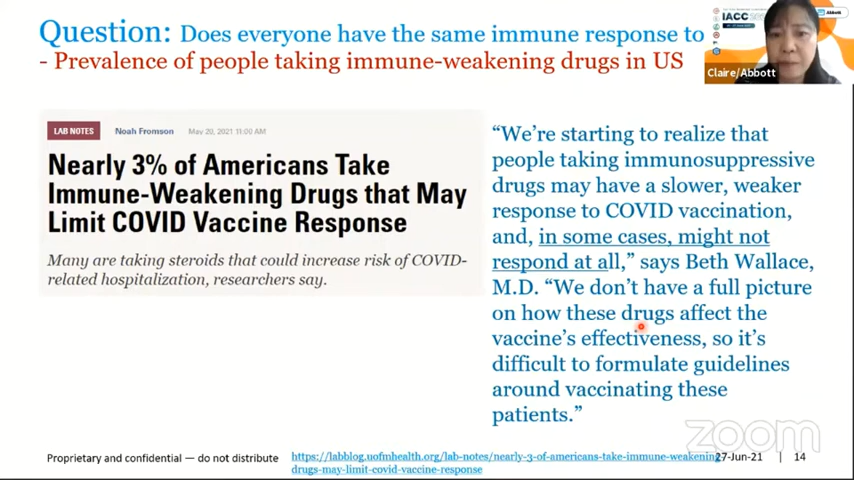 Question: Does everyone have the same immune response to
- Prevalence of people taking immune-weakening drugs in US
IACC
Abbott
Claire/Abbott
LAB NOTES Noah Fromson May 20, 2021 11:00 AM
Nearly 3% of Americans Take
Immune-Weakening Drugs that May
Limit COVID Vaccine Response
Many are taking steroids that could increase risk of COVID-
related hospitalization, researchers say.
“We’re starting to realize that
people taking immunosuppressive
drugs may have a slower, weaker
response to COVID vaccination,
and, in some cases, might not
respond at all,” says Beth Wallace,
M.D. “We don’t have a full picture
on how these drugs affect the
vaccine’s effectiveness, so it’s
difficult to formulate guidelines
around vaccinating these
patients.”
zoom
Proprietary and confidential — do not distribute
https://labblog.uofmhealth.org/lab-notes/nearly-3-of-americans-take-immune-weakening-
drugs-may-limit-covid-vaccine-response
27-Jun-21 | 14